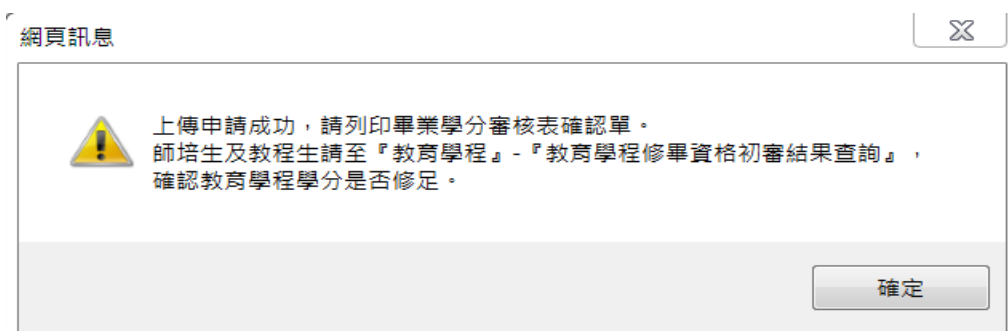 網頁訊息
上傳申請成功，請列印畢業學分審核表確認單。
師培生及教程生請至『教育學程』-『教育學程修畢資格初審結果查詢』，
確認教育學程學分是否修足。
確定